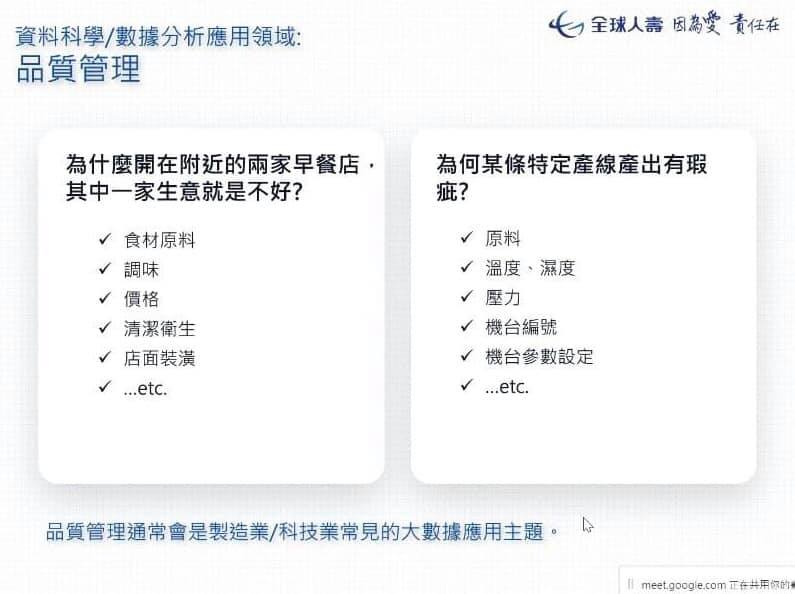 資料科學/數據分析應用領域:
品質管理
全球人壽 因為愛 責任在
為什麼開在附近的兩家早餐店，
其中一家生意就是不好?
✓ 食材原料
✓ 調味
✓ 價格
✓ 清潔衛生
✓ 店面裝潢
✓ ...etc.
為何某條特定產線產出有瑕
疵?
✓ 原料
✓ 溫度、濕度
✓ 壓力
✓ 機台編號
✓ 機台參數設定
✓ ...etc.
品質管理通常會是製造業/科技業常見的大數據應用主題。
meet.google.com 正在共用你的